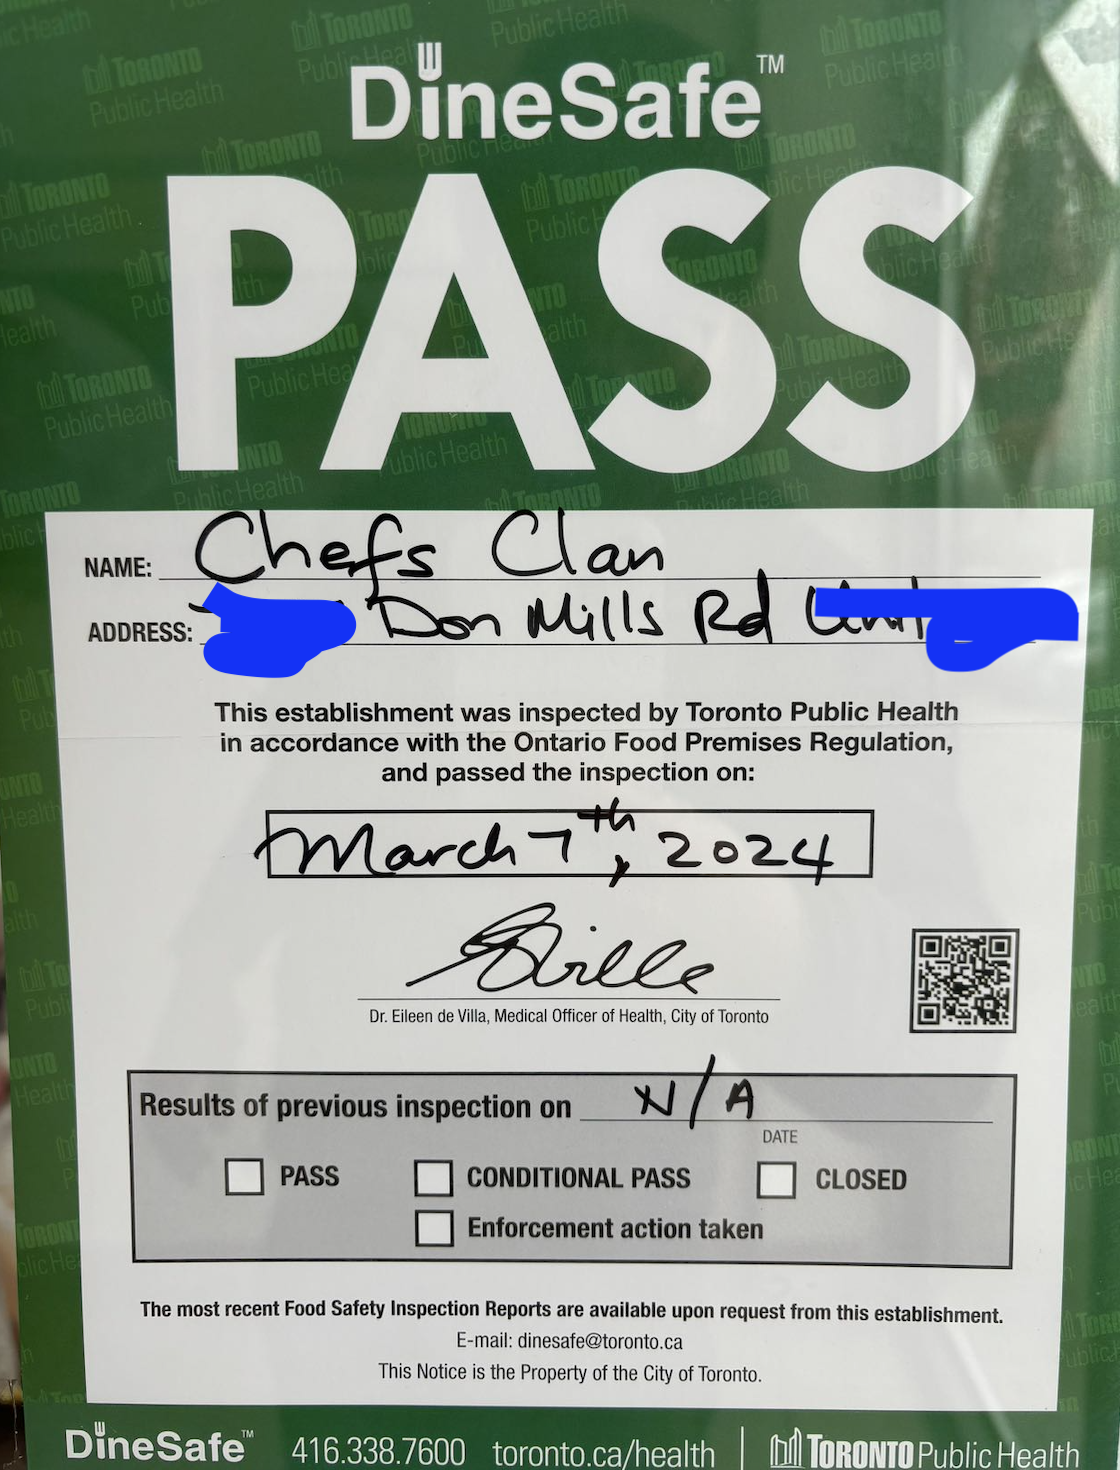 DineSafe™
PASS
NAME: Chefs Clan
ADDRESS: Don Mills Rd Unit
This establishment was inspected by Toronto Public Health
in accordance with the Ontario Food Premises Regulation,
and passed the inspection on:
March 7th, 2024
Dr. Eileen de Villa, Medical Officer of Health, City of Toronto
Results of previous inspection on N/A
DATE
PASS CONDITIONAL PASS CLOSED
Enforcement action taken
The most recent Food Safety Inspection Reports are available upon request from this establishment.
E-mail: dinesafe@toronto.ca
This Notice is the Property of the City of Toronto.
DineSafe™ 416.338.7600 toronto.ca/health | TORONTO Public Health